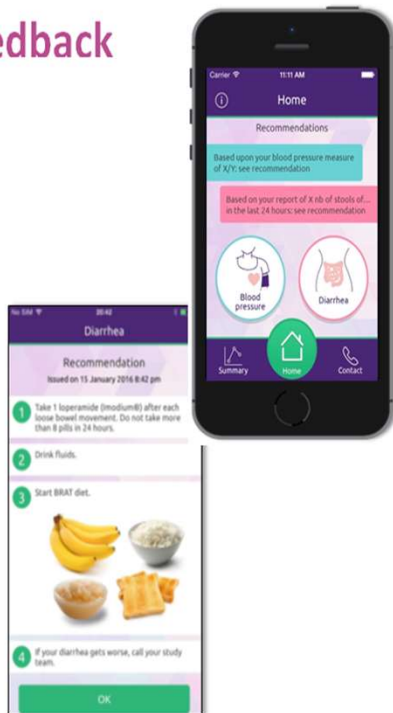 edback
Carrier 11:11 AM
Home
Recommendations
Based upon your blood pressure measure
of X/Y: see recommendation
Based on your report of X nb of stools of...
in the last 24 hours: see recommendation
Blood
pressure
Diarrhea
Summary
Home
Contact
No SIM 20:42
Diarrhea
Recommendation
Issued on 15 January 2016 8:42 pm
1 Take 1 loperamide (Imodium®) after each
loose bowel movement. Do not take more
than 8 pills in 24 hours.
2 Drink fluids.
3 Start BRAT diet.
4 If your diarrhea gets worse, call your study
team.
OK